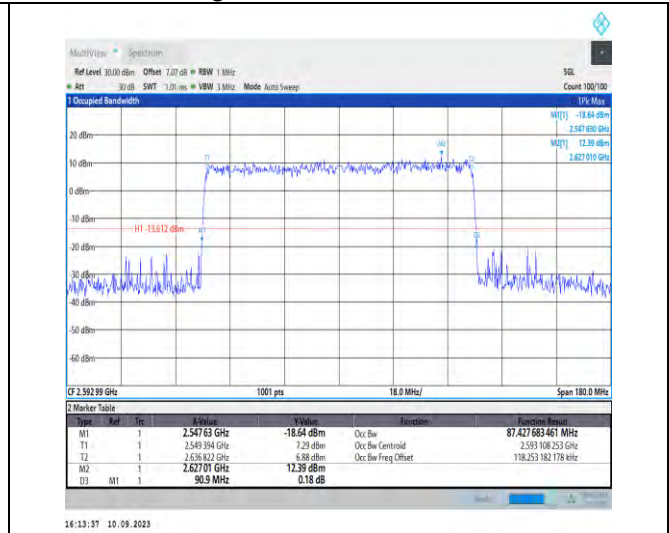 MultiView Spectrum
Ref Level 30.00 dBm Offset 7.07 dB RBW 1 MHz SGL
Att 30 dB SWT 1.01 ms VBW 3 MHz Mode Auto Sweep Count 100/100
1 Occupied Bandwidth 1Pk Max
M1[1] -18.64 dBm
2.547 630 GHz
M2[1] 12.39 dBm
2.627 010 GHz
20 dBm
M2
T1 T2
10 dBm
0 dBm
-10 dBm
H1 -13.612 dBm
M1
D3
-20 dBm
-30 dBm
-40 dBm
-50 dBm
-60 dBm
CF 2.592 99 GHz 1001 pts 18.0 MHz/ Span 180.0 MHz
2 Marker Table
Type Ref Trc X-Value Y-Value Function Function Result
M1 1 2.547 63 GHz -18.64 dBm Occ Bw 87.427 683 461 MHz
T1 1 2.549 394 GHz 7.29 dBm Occ Bw Centroid 2.593 108 253 GHz
T2 1 2.636 822 GHz 6.88 dBm Occ Bw Freq Offset 118.253 182 178 kHz
M2 1 2.627 01 GHz 12.39 dBm
D3 M1 1 90.9 MHz 0.18 dB
16:13:37 10.09.2023